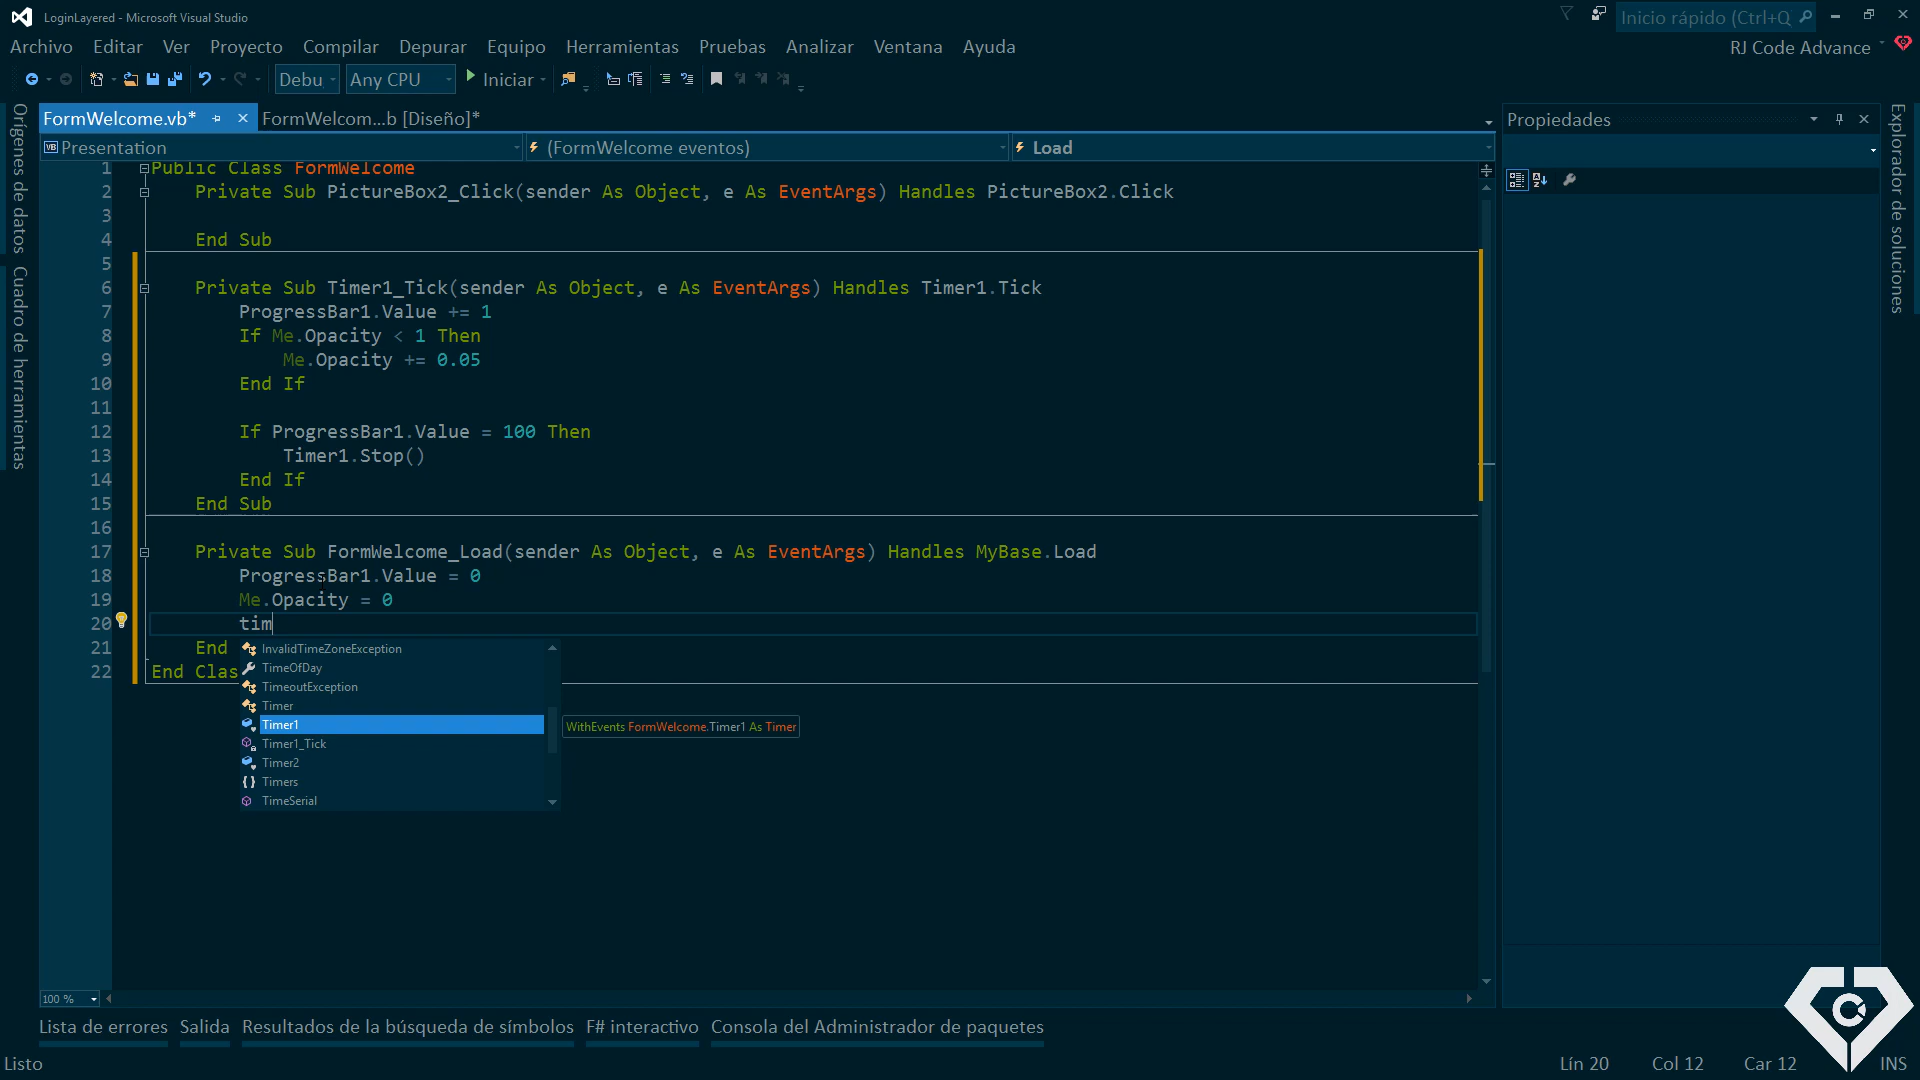 LoginLayered - Microsoft Visual Studio
Inicio rápido (Ctrl+Q
Archivo Editar Ver Proyecto Compilar Depurar Equipo Herramientas Pruebas Analizar Ventana Ayuda
RJ Code Advance
Debu Any CPU Iniciar
FormWelcome.vb* FormWelcom...b [Diseño]*
Propiedades
VB Presentation (FormWelcome eventos) Load
Orígenes de datos
Cuadro de herramientas
Explorador de soluciones
1 Public Class FormWelcome
2 Private Sub PictureBox2_Click(sender As Object, e As EventArgs) Handles PictureBox2.Click
3
4 End Sub
5
6 Private Sub Timer1_Tick(sender As Object, e As EventArgs) Handles Timer1.Tick
7 ProgressBar1.Value += 1
8 If Me.Opacity < 1 Then
9 Me.Opacity += 0.05
10 End If
11
12 If ProgressBar1.Value = 100 Then
13 Timer1.Stop()
14 End If
15 End Sub
16
17 Private Sub FormWelcome_Load(sender As Object, e As EventArgs) Handles MyBase.Load
18 ProgressBar1.Value = 0
19 Me.Opacity = 0
20 tim
21 End
22 End Clas
InvalidTimeZoneException
TimeOfDay
TimeoutException
Timer
Timer1
WithEvents FormWelcome.Timer1 As Timer
Timer1_Tick
Timer2
Timers
TimeSerial
100 %
Lista de errores Salida Resultados de la búsqueda de símbolos F# interactivo Consola del Administrador de paquetes
Listo Lín 20 Col 12 Car 12 INS